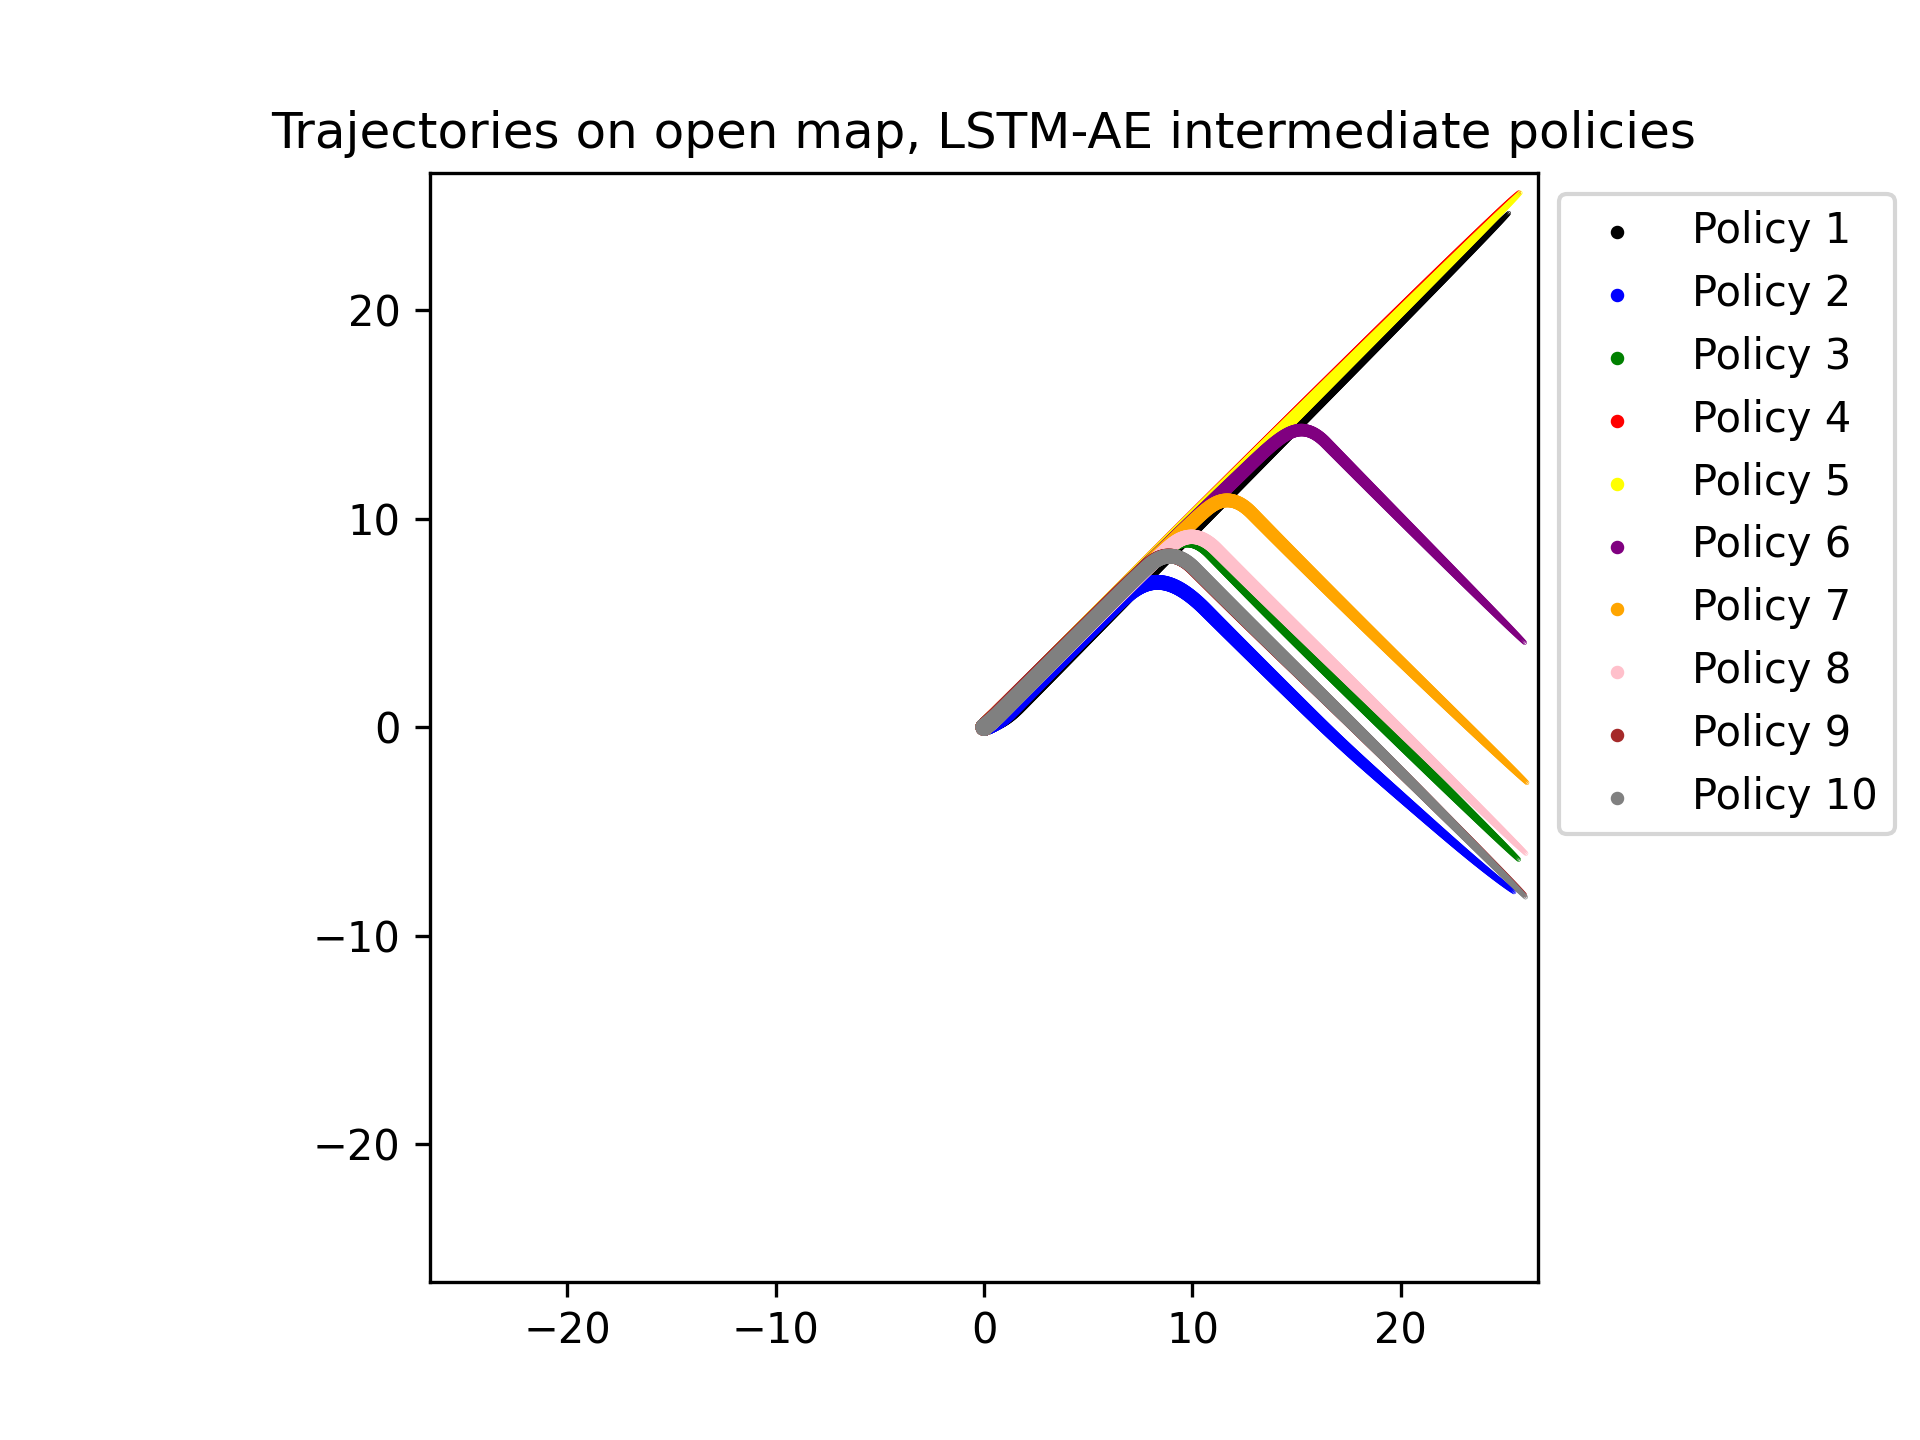 Trajectories on open map, LSTM-AE intermediate policies
20
10
0
−10
−20
−20 −10 0 10 20
Policy 1
Policy 2
Policy 3
Policy 4
Policy 5
Policy 6
Policy 7
Policy 8
Policy 9
Policy 10